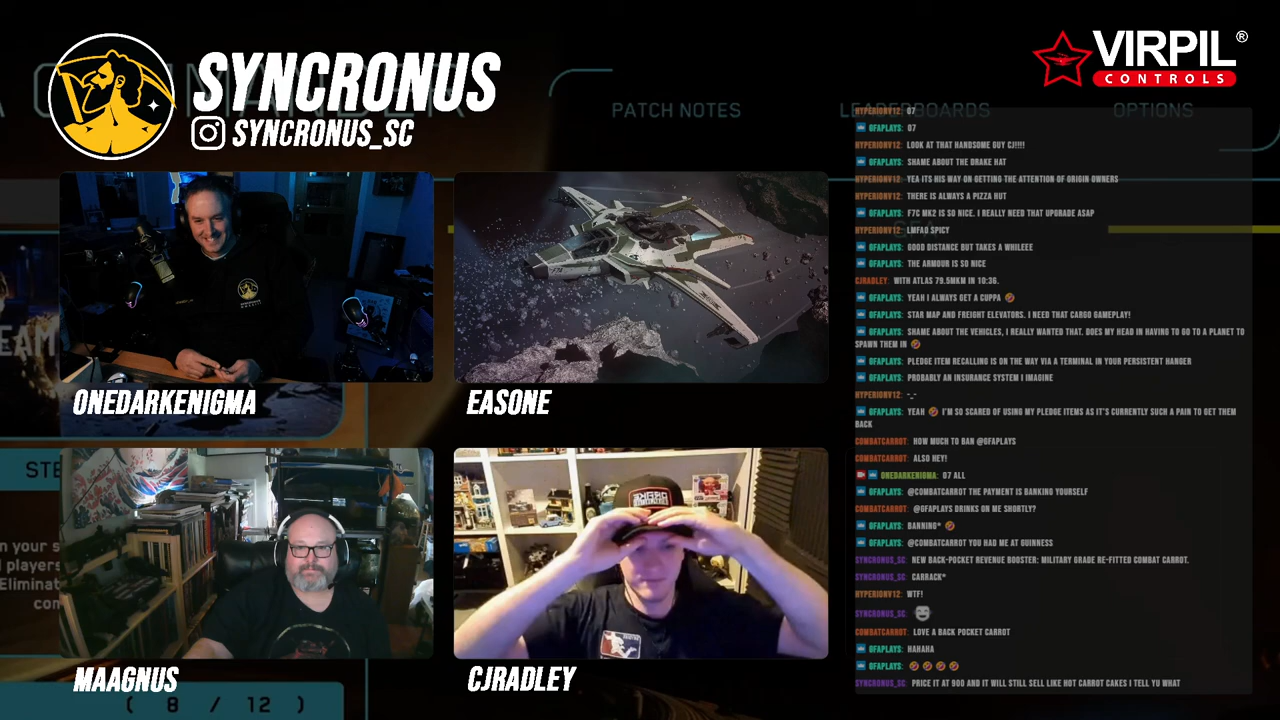 SYNCRONUS
SYNCRONUS_SC
VIRPIL®
CONTROLS
PATCH NOTES
LEADERBOARDS
OPTIONS
ONEDARKENIGMA
EASONE
MAAGNUS
CJRADLEY
( 8 / 12 )
HYPERIONV12: 07
GFAPLAYS: 07
HYPERIONV12: LOOK AT THAT HANDSOME GUY CJ!!!!
GFAPLAYS: SHAME ABOUT THE DRAKE HAT
HYPERIONV12: YEA ITS HIS WAY ON GETTING THE ATTENTION OF ORIGIN OWNERS
HYPERIONV12: THERE IS ALWAYS A PIZZA HUT
GFAPLAYS: F7C MK2 IS SO NICE. I REALLY NEED THAT UPGRADE ASAP
HYPERIONV12: LMFAO SPICY
GFAPLAYS: GOOD DISTANCE BUT TAKES A WHILEEE
GFAPLAYS: THE ARMOUR IS SO NICE
CJRADLEY: WITH ATLAS 79.5MKM IN 10:36.
GFAPLAYS: YEAH I ALWAYS GET A CUPPA 🤣
GFAPLAYS: STAR MAP AND FREIGHT ELEVATORS. I NEED THAT CARGO GAMEPLAY!
GFAPLAYS: SHAME ABOUT THE VEHICLES, I REALLY WANTED THAT. DOES MY HEAD IN HAVING TO GO TO A PLANET TO
SPAWN THEM IN 🤣
GFAPLAYS: PLEDGE ITEM RECALLING IS ON THE WAY VIA A TERMINAL IN YOUR PERSISTENT HANGER
GFAPLAYS: PROBABLY AN INSURANCE SYSTEM I IMAGINE
HYPERIONV12: -_-
GFAPLAYS: YEAH 🤣 I'M SO SCARED OF USING MY PLEDGE ITEMS AS IT'S CURRENTLY SUCH A PAIN TO GET THEM
BACK
COMBATCARROT: HOW MUCH TO BAN @GFAPLAYS
COMBATCARROT: ALSO HEY!
ONEDARKENIGMA: 07 ALL
GFAPLAYS: @COMBATCARROT THE PAYMENT IS BANKING YOURSELF
COMBATCARROT: @GFAPLAYS DRINKS ON ME SHORTLY?
GFAPLAYS: BANNING* 🤣
GFAPLAYS: @COMBATCARROT YOU HAD ME AT GUINNESS
SYNCRONUS_SC: NEW BACK-POCKET REVENUE BOOSTER: MILITARY GRADE RE-FITTED COMBAT CARROT.
SYNCRONUS_SC: CARRACK*
HYPERIONV12: WTF!
SYNCRONUS_SC:
COMBATCARROT: LOVE A BACK POCKET CARROT
GFAPLAYS: HAHAHA
GFAPLAYS: 🤣 🤣 🤣 🤣
SYNCRONUS_SC: PRICE IT AT 900 AND IT WILL STILL SELL LIKE HOT CARROT CAKES I TELL YU WHAT